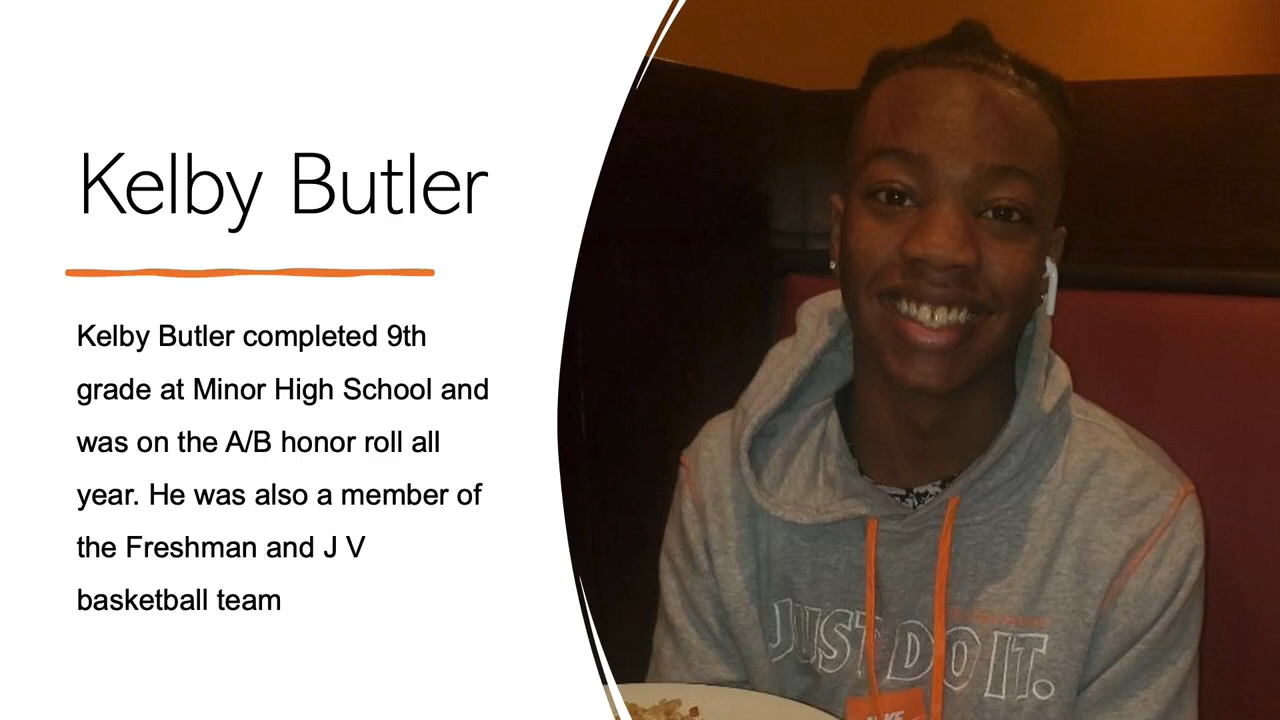 Kelby Butler
Kelby Butler completed 9th
grade at Minor High School and
was on the A/B honor roll all
year. He was also a member of
the Freshman and J V
basketball team
JUST DO IT.